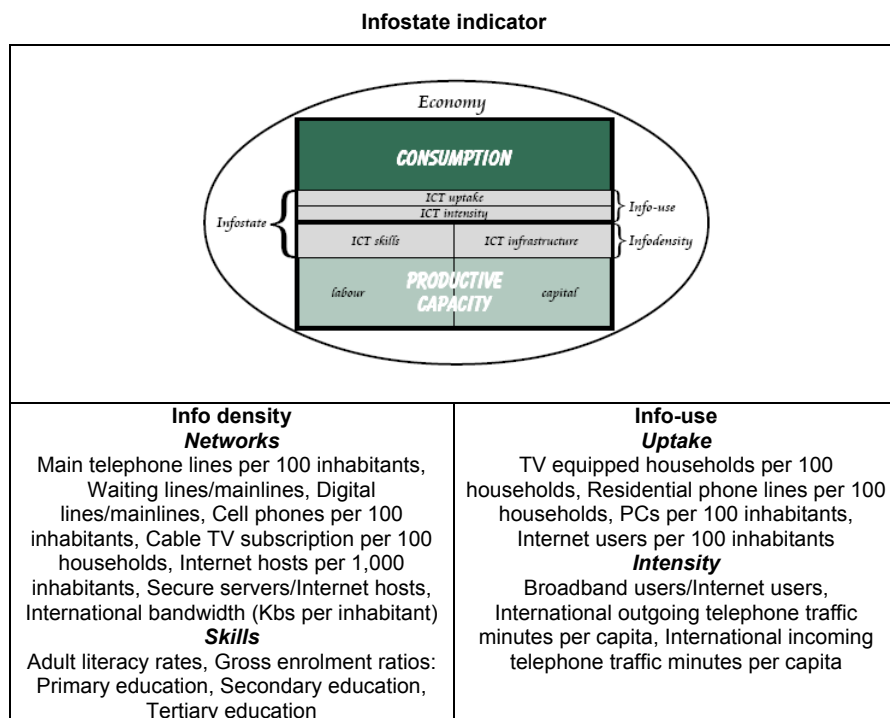 Infostate indicator
Economy
CONSUMPTION
ICT uptake
ICT intensity
Info-use
Infostate
ICT skills
ICT infrastructure
Infodensity
labour
PRODUCTIVE
CAPACITY
capital
Info density
Networks
Main telephone lines per 100 inhabitants,
Waiting lines/mainlines, Digital
lines/mainlines, Cell phones per 100
inhabitants, Cable TV subscription per 100
households, Internet hosts per 1,000
inhabitants, Secure servers/Internet hosts,
International bandwidth (Kbs per inhabitant)
Skills
Adult literacy rates, Gross enrolment ratios:
Primary education, Secondary education,
Tertiary education
Info-use
Uptake
TV equipped households per 100
households, Residential phone lines per 100
households, PCs per 100 inhabitants,
Internet users per 100 inhabitants
Intensity
Broadband users/Internet users,
International outgoing telephone traffic
minutes per capita, International incoming
telephone traffic minutes per capita